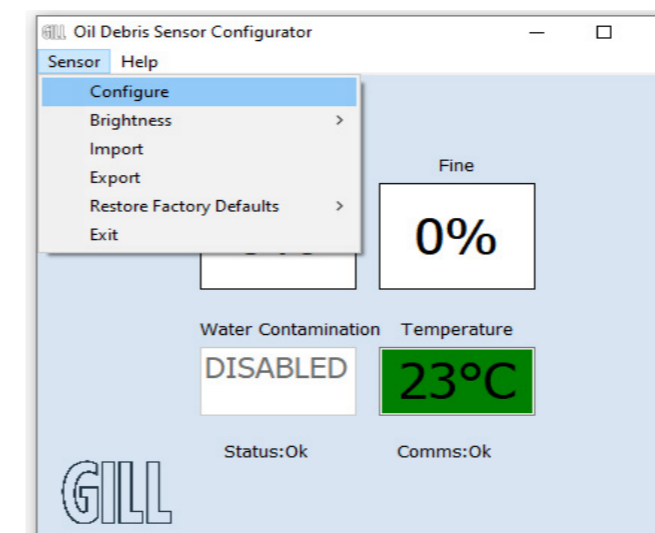 GILL Oil Debris Sensor Configurator
Sensor Help
Configure
Brightness >
Import
Export
Restore Factory Defaults >
Exit
Fine
0%
Water Contamination Temperature
DISABLED 23°C
Status:Ok Comms:Ok
GILL